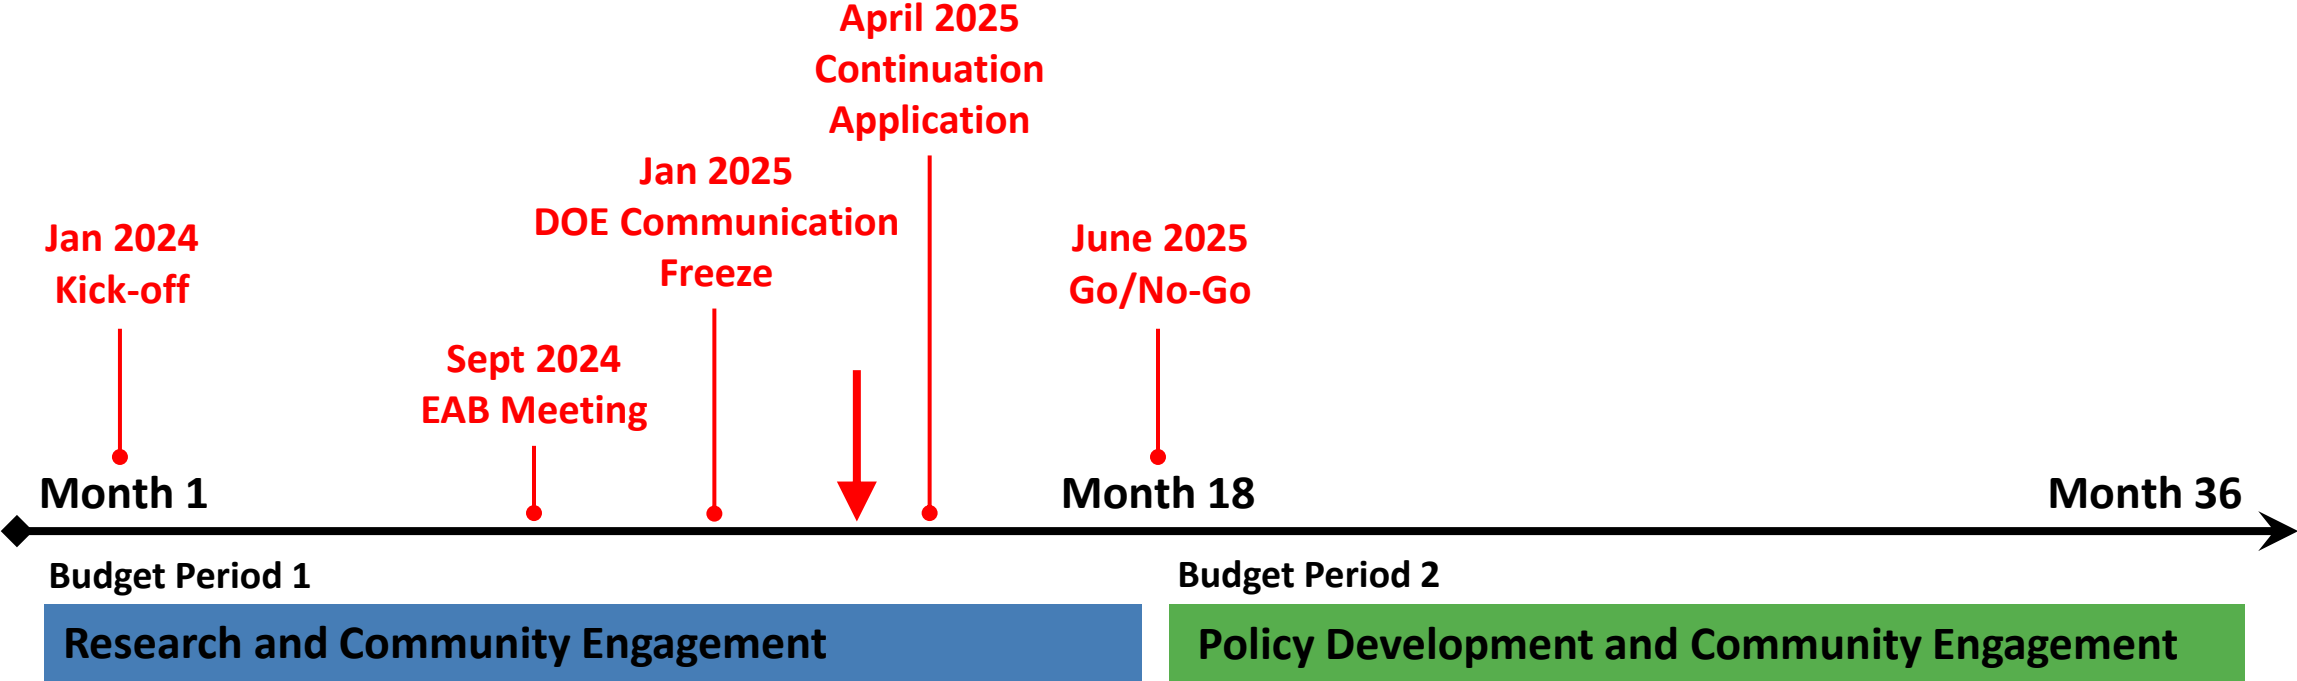 April 2025
Continuation
Application
Jan 2025
DOE Communication
Freeze
Jan 2024
Kick-off
June 2025
Go/No-Go
Sept 2024
EAB Meeting
Month 1
Month 18
Month 36
Budget Period 1
Budget Period 2
Research and Community Engagement
Policy Development and Community Engagement